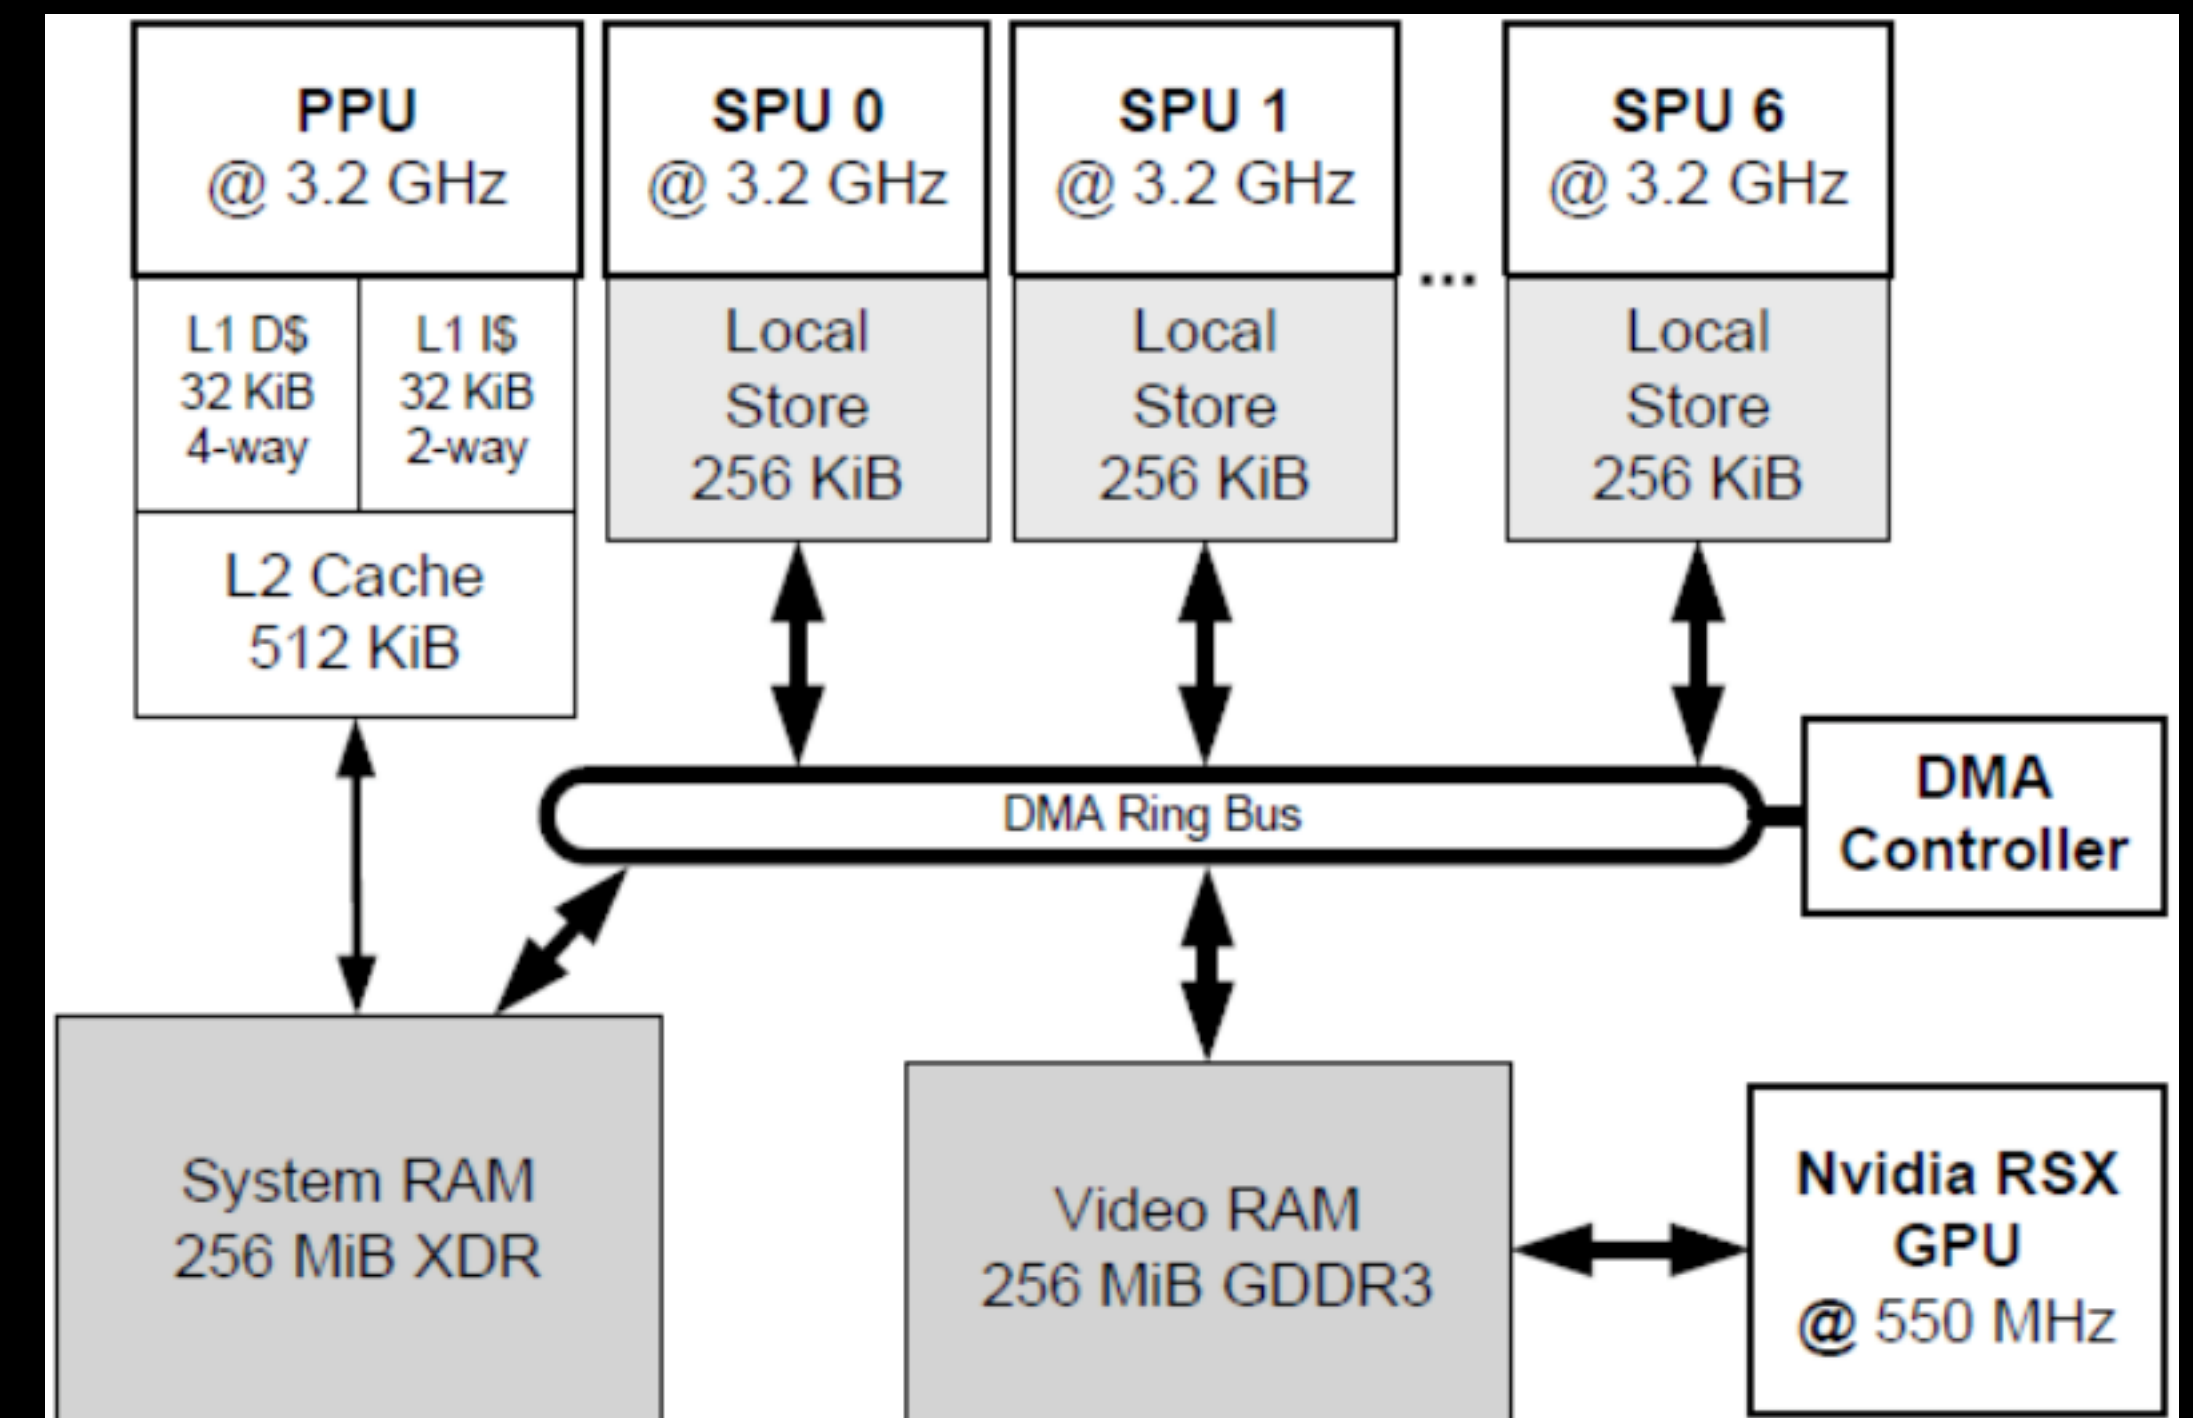 PPU
@ 3.2 GHz
SPU 0
@ 3.2 GHz
SPU 1
@ 3.2 GHz
SPU 6
@ 3.2 GHz
L1 D$
32 KiB
4-way
L1 I$
32 KiB
2-way
L2 Cache
512 KiB
Local
Store
256 KiB
Local
Store
256 KiB
...
Local
Store
256 KiB
DMA Ring Bus
DMA
Controller
System RAM
256 MiB XDR
Video RAM
256 MiB GDDR3
Nvidia RSX
GPU
@ 550 MHz